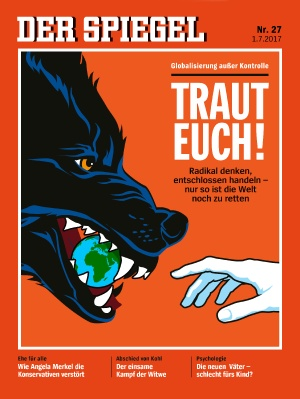 DER SPIEGEL
Nr. 27
1.7.2017
Globalisierung außer Kontrolle
TRAUT
EUCH!
Radikal denken,
entschlossen handeln –
nur so ist die Welt
noch zu retten
Ehe für alle
Wie Angela Merkel die
Konservativen verstört
Abschied von Kohl
Der einsame
Kampf der Witwe
Psychologie
Die neuen Väter –
schlecht fürs Kind?